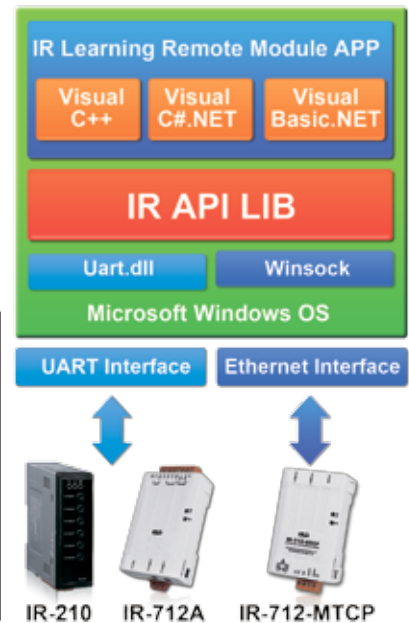 IR Learning Remote Module APP
Visual C++
Visual C#.NET
Visual Basic.NET
IR API LIB
Uart.dll
Winsock
Microsoft Windows OS
UART Interface
Ethernet Interface
IR-210
IR-712A
IR-712-MTCP